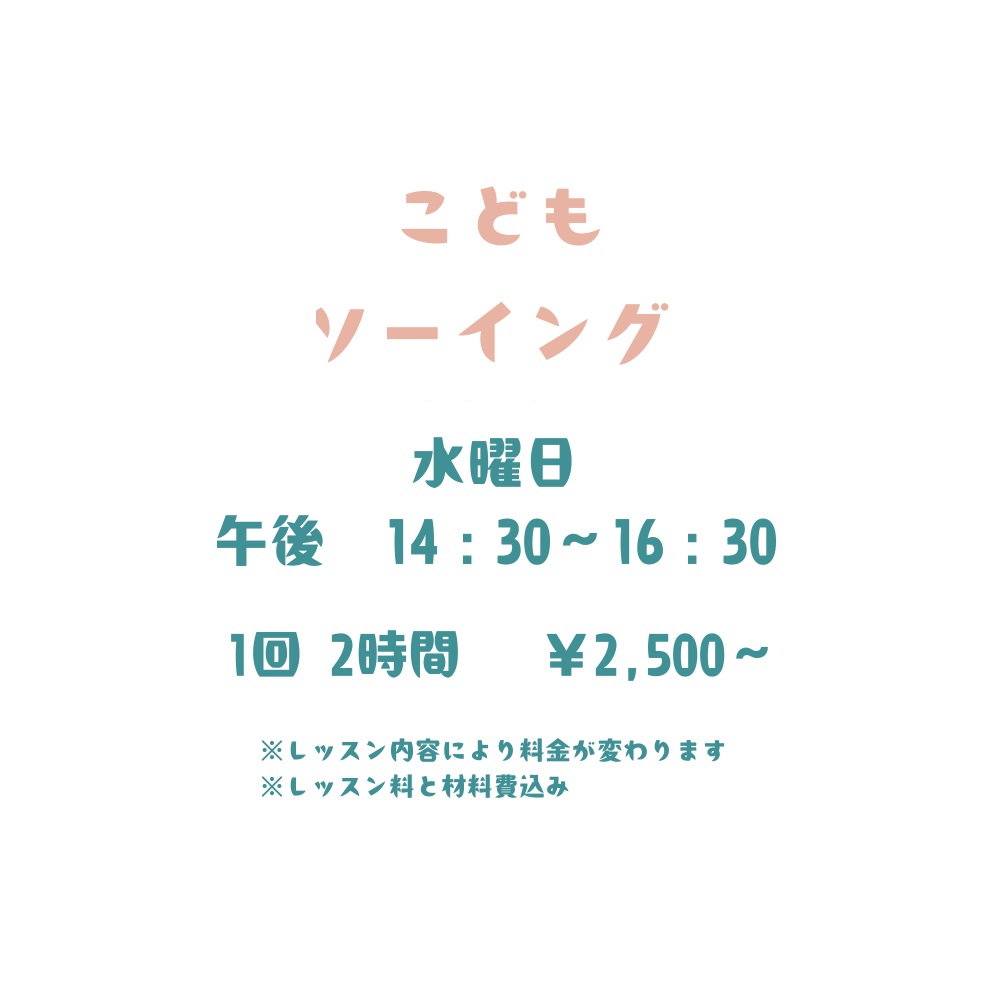 こども
ソーイング
水曜日
午後　14：30～16：30
1回 2時間　¥2,500～
※レッスン内容により料金が変わります
※レッスン料と材料費込み